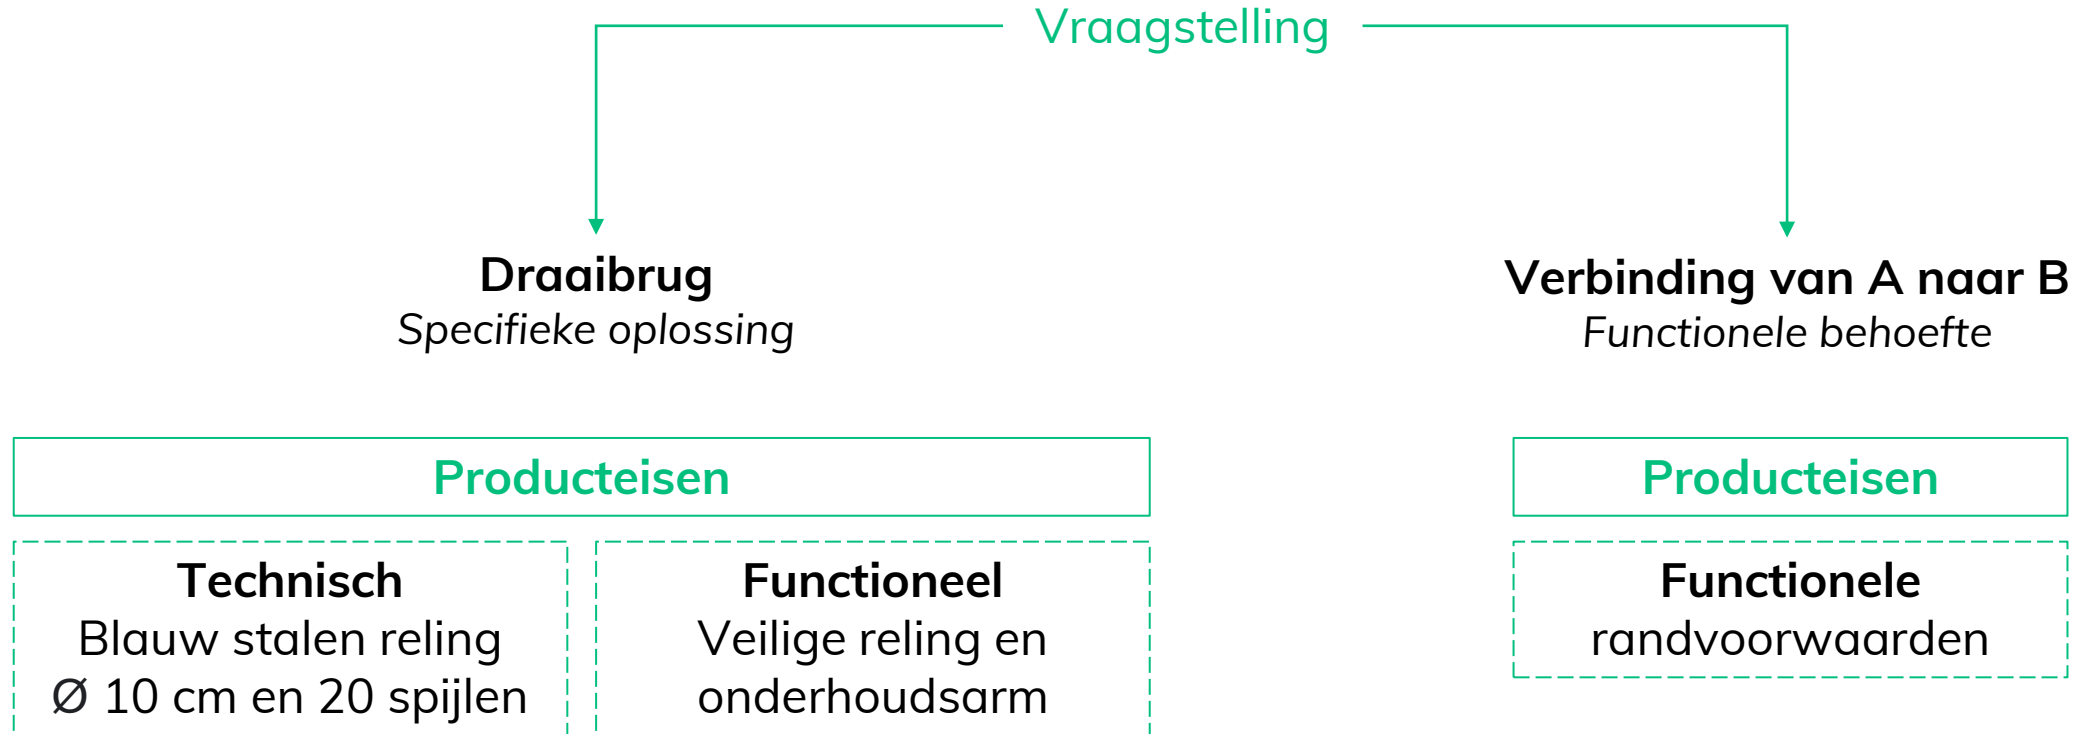 Vraagstelling
Draaibrug
Specifieke oplossing
Verbinding van A naar B
Functionele behoefte
Producteisen
Producteisen
Technisch
Blauw stalen reling
Ø 10 cm en 20 spijlen
Functioneel
Veilige reling en
onderhoudsarm
Functionele
randvoorwaarden